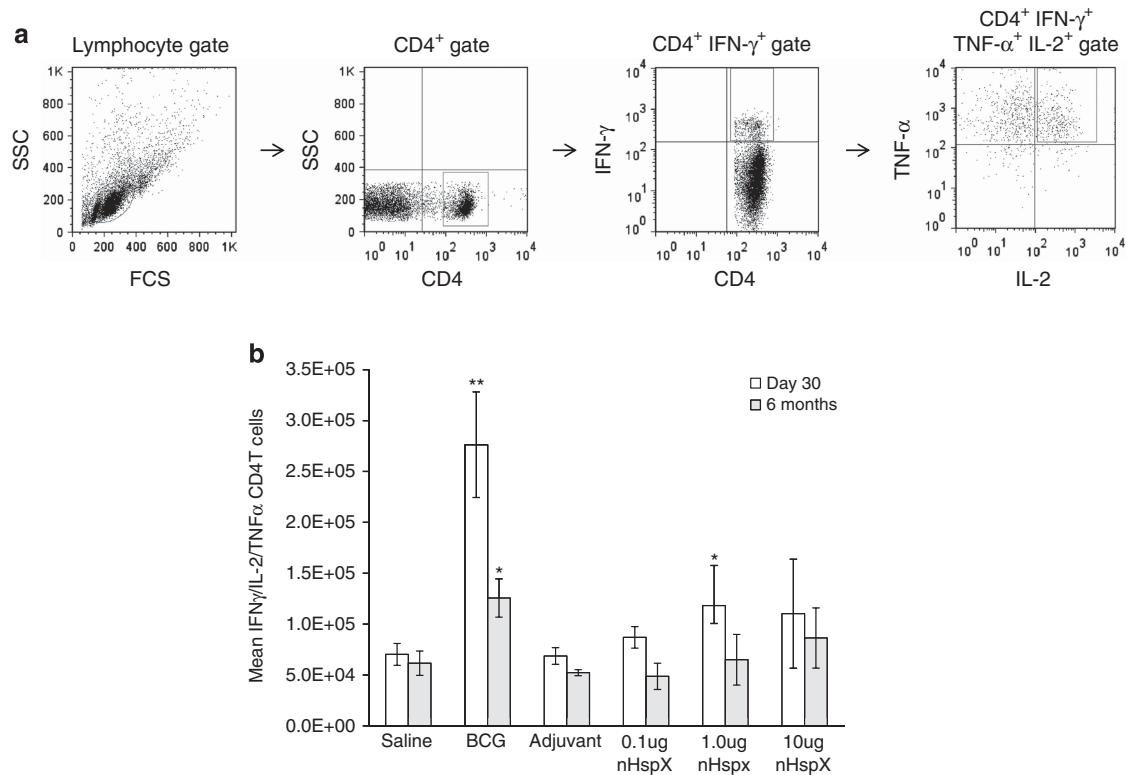 a
Lymphocyte gate
CD4+ gate
CD4+ IFN-γ+ gate
CD4+ IFN-γ+
TNF-α+ IL-2+ gate
SSC
1K
800
600
400
200
0
0 200 400 600 800 1K
FCS
SSC
1K
800
600
400
200
0
10^0 10^1 10^2 10^3 10^4
CD4
IFN-γ
10^4
10^3
10^2
10^1
10^0
10^0 10^1 10^2 10^3 10^4
CD4
TNF-α
10^4
10^3
10^2
10^1
10^0
10^0 10^1 10^2 10^3 10^4
IL-2
b
Mean IFNγ/IL-2/TNFα CD4T cells
3.5E+05
3.0E+05
2.5E+05
2.0E+05
1.5E+05
1.0E+05
5.0E+04
0.0E+00
** * *
Day 30
6 months
Saline BCG Adjuvant 0.1ug 1.0ug 10ug
nHspX nHspx nHspX